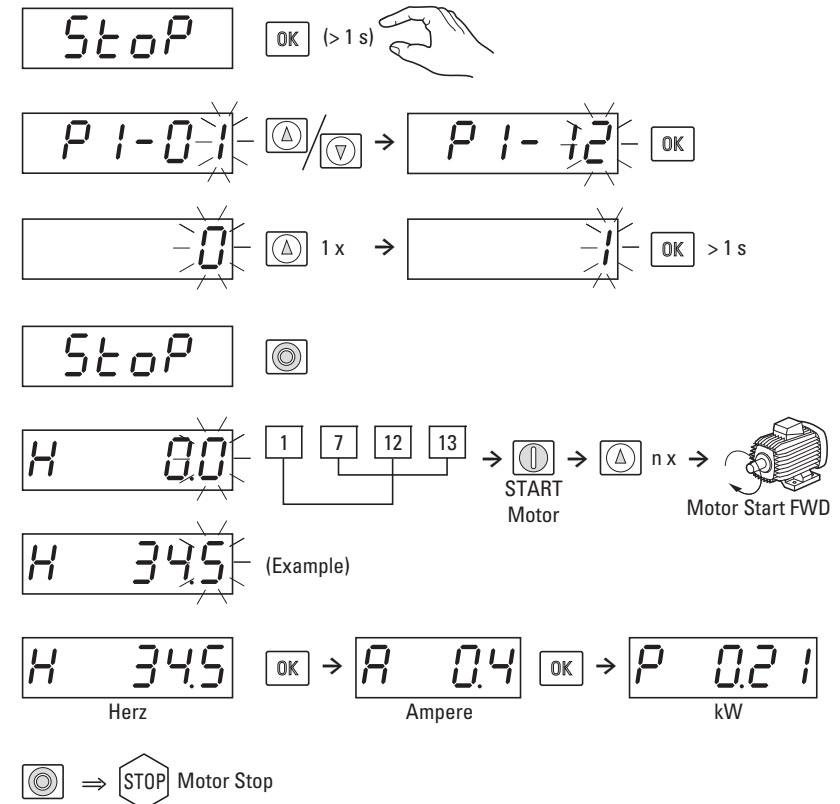 StoP OK (> 1 s)
P1-01 / → P1-12 OK
0 1 x → 1 OK > 1 s
StoP
H 0.0 1 7 12 13 → → n x →
START
Motor
Motor Start FWD
H 34.5 (Example)
H 34.5 OK → A 0.4 OK → P 0.21
Herz Ampere kW
⇒ STOP Motor Stop